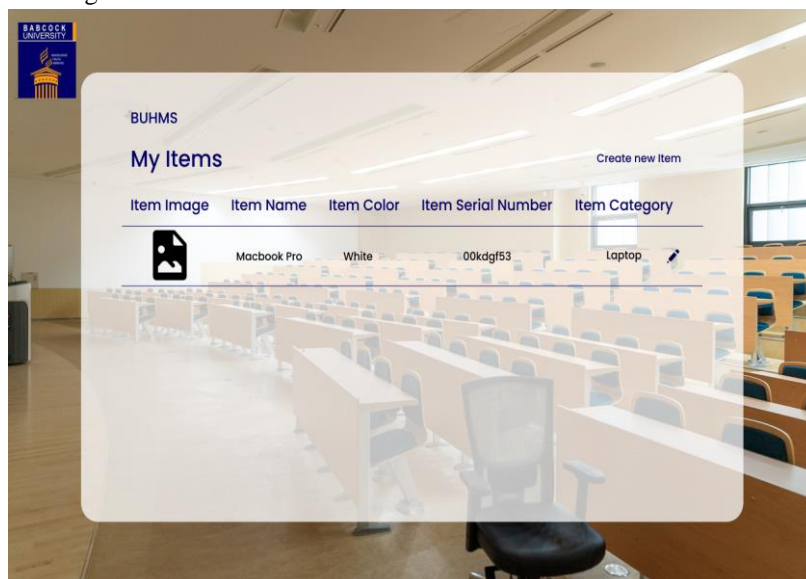 BABCOCK
UNIVERSITY
BUHMS
My Items
Create new Item
Item Image Item Name Item Color Item Serial Number Item Category
Macbook Pro White 00kdgf53 Laptop